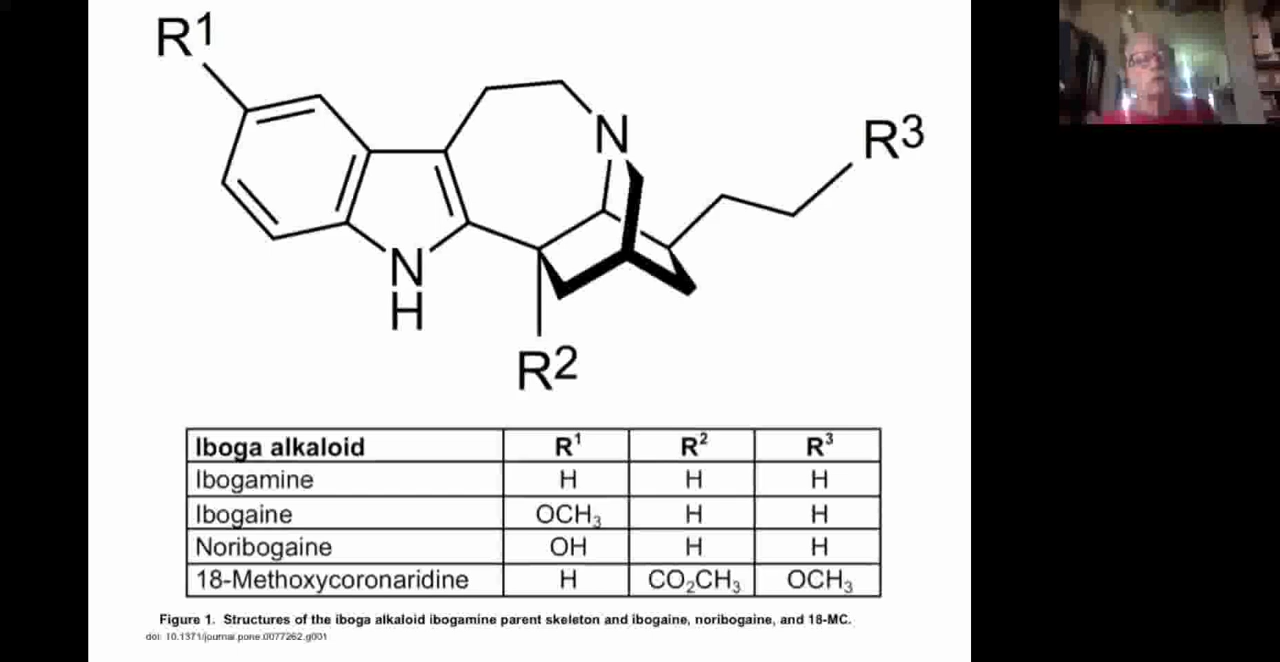 R1
N
R3
N
H
R2
Iboga alkaloid R1 R2 R3
Ibogamine H H H
Ibogaine OCH3 H H
Noribogaine OH H H
18-Methoxycoronaridine H CO2CH3 OCH3
Figure 1. Structures of the iboga alkaloid ibogamine parent skeleton and ibogaine, noribogaine, and 18-MC.
doi: 10.1371/journal.pone.0077262.g001